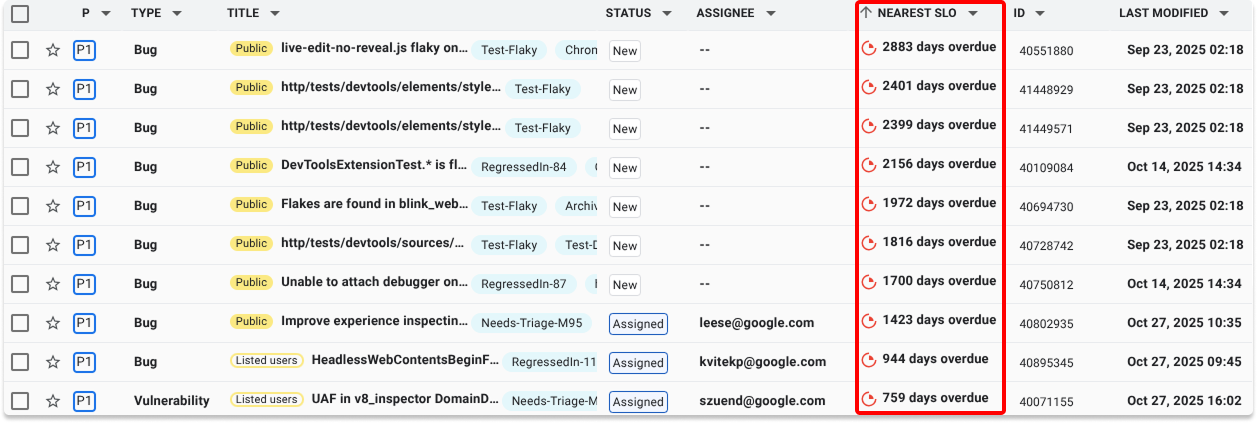 P TYPE TITLE STATUS ASSIGNEE NEAREST SLO ID LAST MODIFIED
P1 Bug Public live-edit-no-reveal.js flaky on... Test-Flaky Chron New -- 2883 days overdue 40551880 Sep 23, 2025 02:18
P1 Bug Public http/tests/devtools/elements/style... Test-Flaky New -- 2401 days overdue 41448929 Sep 23, 2025 02:18
P1 Bug Public http/tests/devtools/elements/style... Test-Flaky New -- 2399 days overdue 41449571 Sep 23, 2025 02:18
P1 Bug Public DevToolsExtensionTest.* is fl... RegressedIn-84 New -- 2156 days overdue 40109084 Oct 14, 2025 14:34
P1 Bug Public Flakes are found in blink_web... Test-Flaky Archiv New -- 1972 days overdue 40694730 Sep 23, 2025 02:18
P1 Bug Public http/tests/devtools/sources/... Test-Flaky Test-D New -- 1816 days overdue 40728742 Sep 23, 2025 02:18
P1 Bug Public Unable to attach debugger on... RegressedIn-87 New -- 1700 days overdue 40750812 Oct 14, 2025 14:34
P1 Bug Public Improve experience inspectin... Needs-Triage-M95 Assigned leese@google.com 1423 days overdue 40802935 Oct 27, 2025 10:35
P1 Bug Listed users HeadlessWebContentsBeginF... RegressedIn-11 Assigned kvitekp@google.com 944 days overdue 40895345 Oct 27, 2025 09:45
P1 Vulnerability Listed users UAF in v8_inspector DomainD... Needs-Triage-M Assigned szuend@google.com 759 days overdue 40071155 Oct 27, 2025 16:02